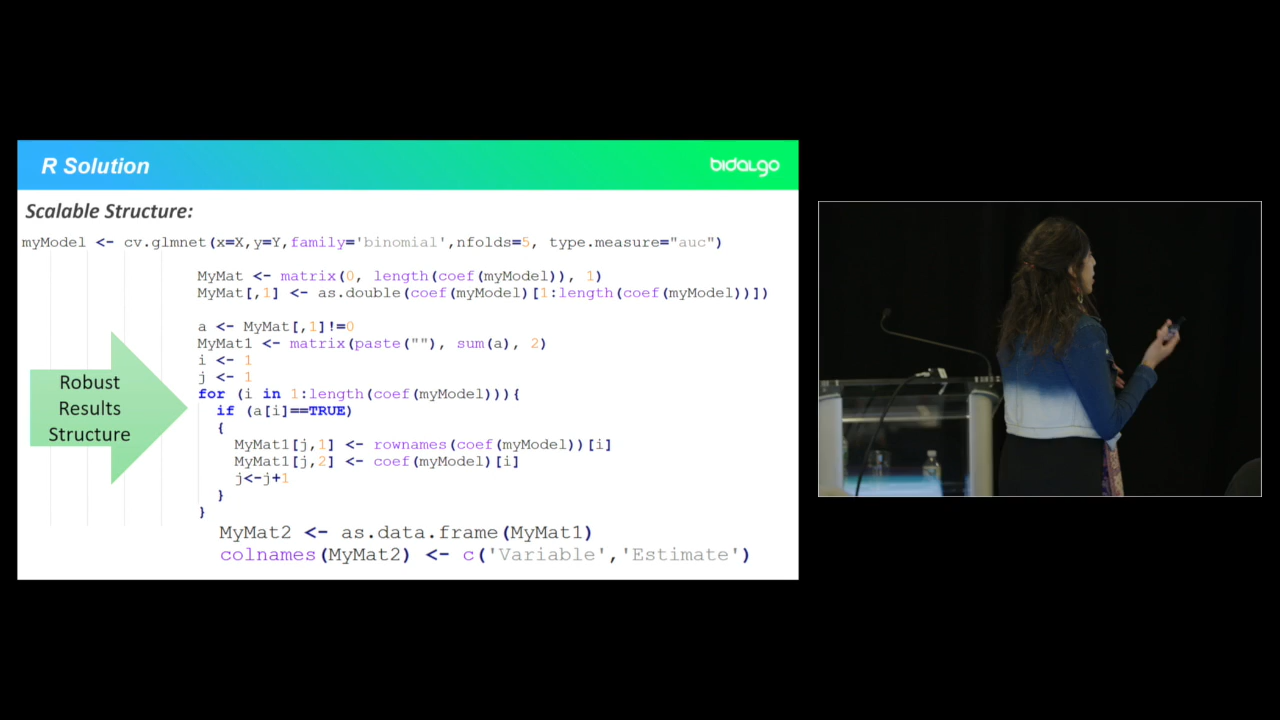 R Solution
bidalgo
Scalable Structure:
myModel <- cv.glmnet(x=X,y=Y,family='binomial',nfolds=5, type.measure="auc")
MyMat <- matrix(0, length(coef(myModel)), 1)
MyMat[,1] <- as.double(coef(myModel)[1:length(coef(myModel))])
a <- MyMat[,1]!=0
MyMat1 <- matrix(paste(""), sum(a), 2)
i <- 1
j <- 1
for (i in 1:length(coef(myModel))){
if (a[i]==TRUE)
{
MyMat1[j,1] <- rownames(coef(myModel))[i]
MyMat1[j,2] <- coef(myModel)[i]
j<-j+1
}
}
MyMat2 <- as.data.frame(MyMat1)
colnames(MyMat2) <- c('Variable','Estimate')
Robust
Results
Structure